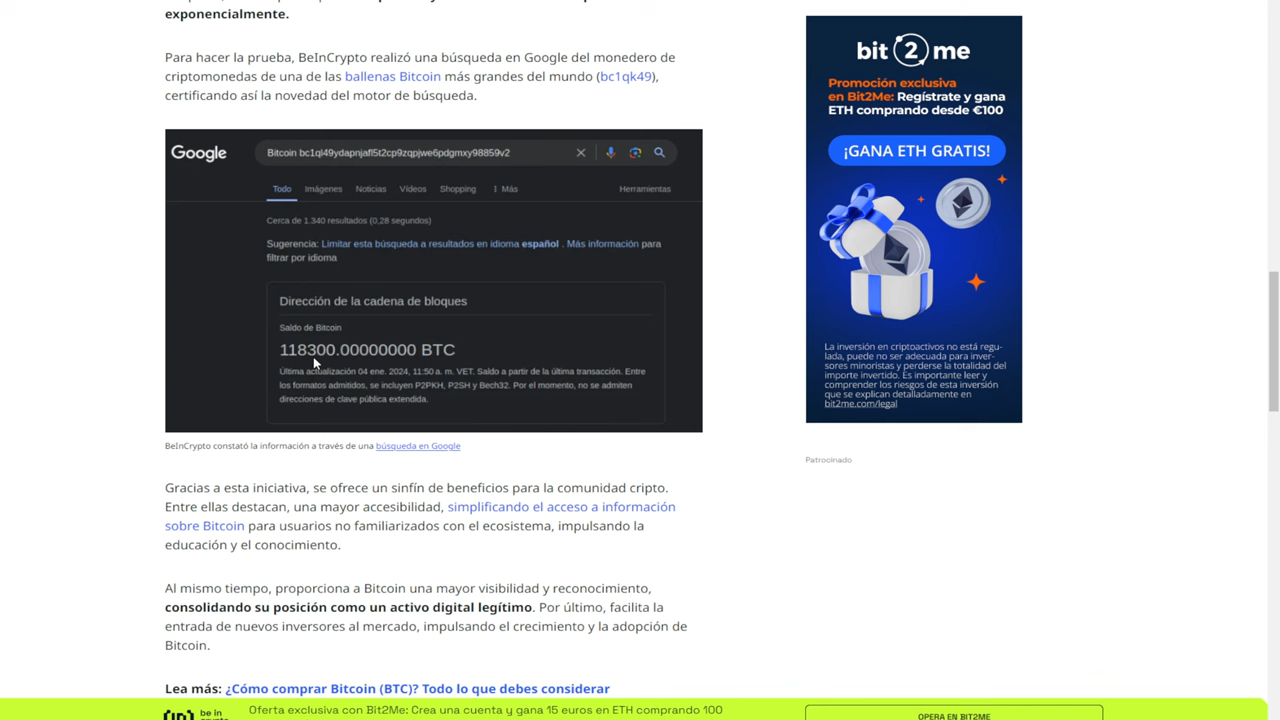 exponencialmente.
Para hacer la prueba, BeInCrypto realizó una búsqueda en Google del monedero de
criptomonedas de una de las ballenas Bitcoin más grandes del mundo (bc1qk49),
certificando así la novedad del motor de búsqueda.
Google
Bitcoin bc1ql49ydapnjafl5t2cp9zqpjwe6pdgmxy98859v2
Todo Imágenes Noticias Vídeos Shopping Más Herramientas
Cerca de 1.340 resultados (0,28 segundos)
Sugerencia: Limitar esta búsqueda a resultados en idioma español . Más información para
filtrar por idioma
Dirección de la cadena de bloques
Saldo de Bitcoin
118300.00000000 BTC
Última actualización 04 ene. 2024, 11:50 a. m. VET. Saldo a partir de la última transacción. Entre
los formatos admitidos, se incluyen P2PKH, P2SH y Bech32. Por el momento, no se admiten
direcciones de clave pública extendida.
BeInCrypto constató la información a través de una búsqueda en Google
Gracias a esta iniciativa, se ofrece un sinfín de beneficios para la comunidad cripto.
Entre ellas destacan, una mayor accesibilidad, simplificando el acceso a información
sobre Bitcoin para usuarios no familiarizados con el ecosistema, impulsando la
educación y el conocimiento.
Al mismo tiempo, proporciona a Bitcoin una mayor visibilidad y reconocimiento,
consolidando su posición como un activo digital legítimo. Por último, facilita la
entrada de nuevos inversores al mercado, impulsando el crecimiento y la adopción de
Bitcoin.
Lea más: ¿Cómo comprar Bitcoin (BTC)? Todo lo que debes considerar
bit 2 me
Promoción exclusiva
en Bit2Me: Regístrate y gana
ETH comprando desde €100
¡GANA ETH GRATIS!
La inversión en criptoactivos no está regu-
lada, puede no ser adecuada para inver-
sores minoristas y perderse la totalidad del
importe invertido. Es importante leer y
comprender los riesgos de esta inversión
que se explican detalladamente en
bit2me.com/legal
Patrocinado
be in
Oferta exclusiva con Bit2Me: Crea una cuenta y gana 15 euros en ETH comprando 100
OPERA EN BIT2ME